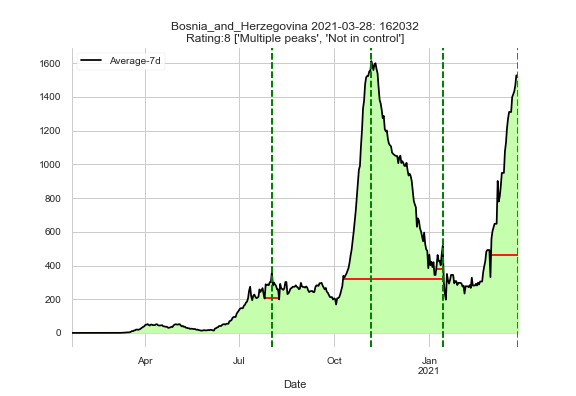 Bosnia_and_Herzegovina 2021-03-28: 162032
Rating:8 ['Multiple peaks', 'Not in control']
Average-7d
1600
1400
1200
1000
800
600
400
200
0
Apr
Jul
Oct
Jan
2021
Date